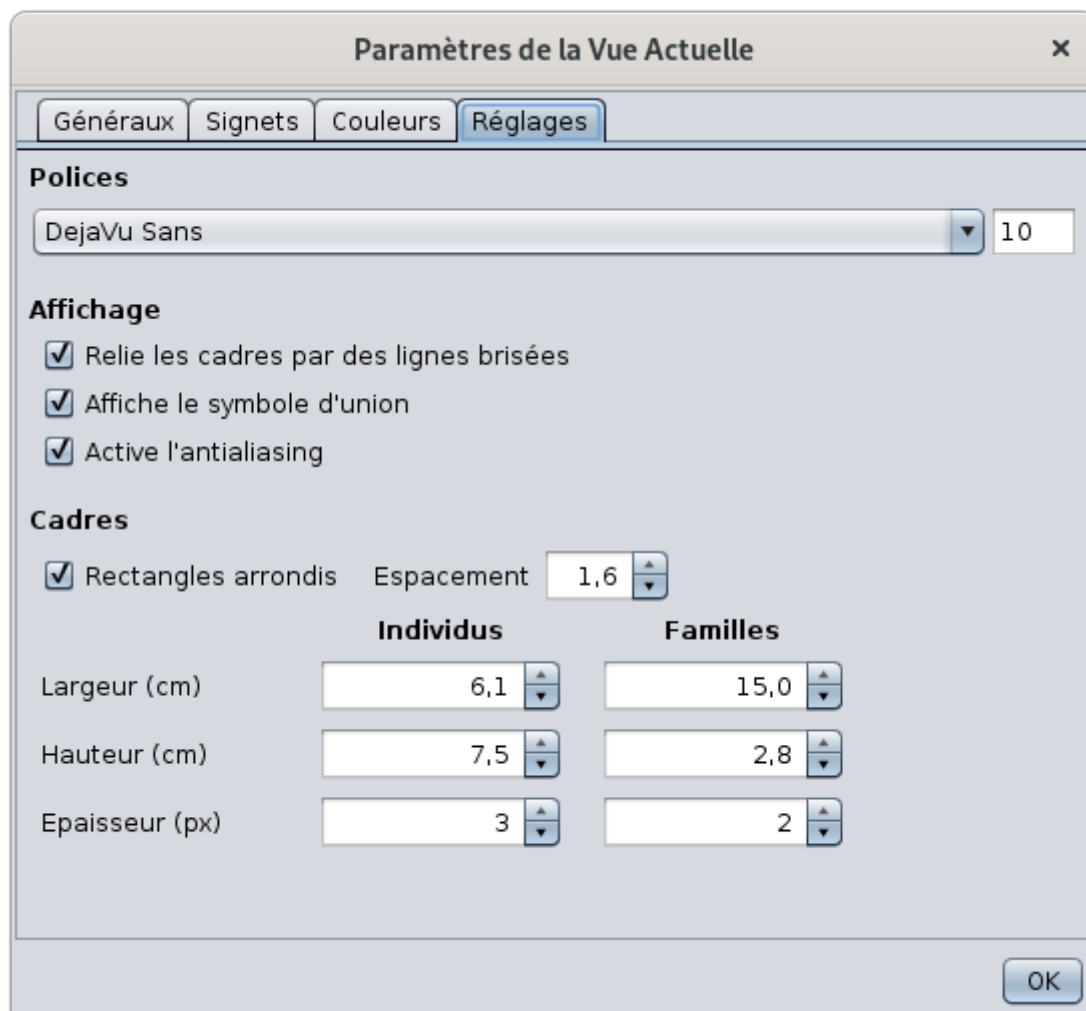 Paramètres de la Vue Actuelle
Généraux Signets Couleurs Réglages
Polices
DejaVu Sans 10
Affichage
Relie les cadres par des lignes brisées
Affiche le symbole d'union
Active l'antialiasing
Cadres
Rectangles arrondis Espacement 1,6
Individus Familles
Largeur (cm) 6,1 15,0
Hauteur (cm) 7,5 2,8
Epaisseur (px) 3 2
OK